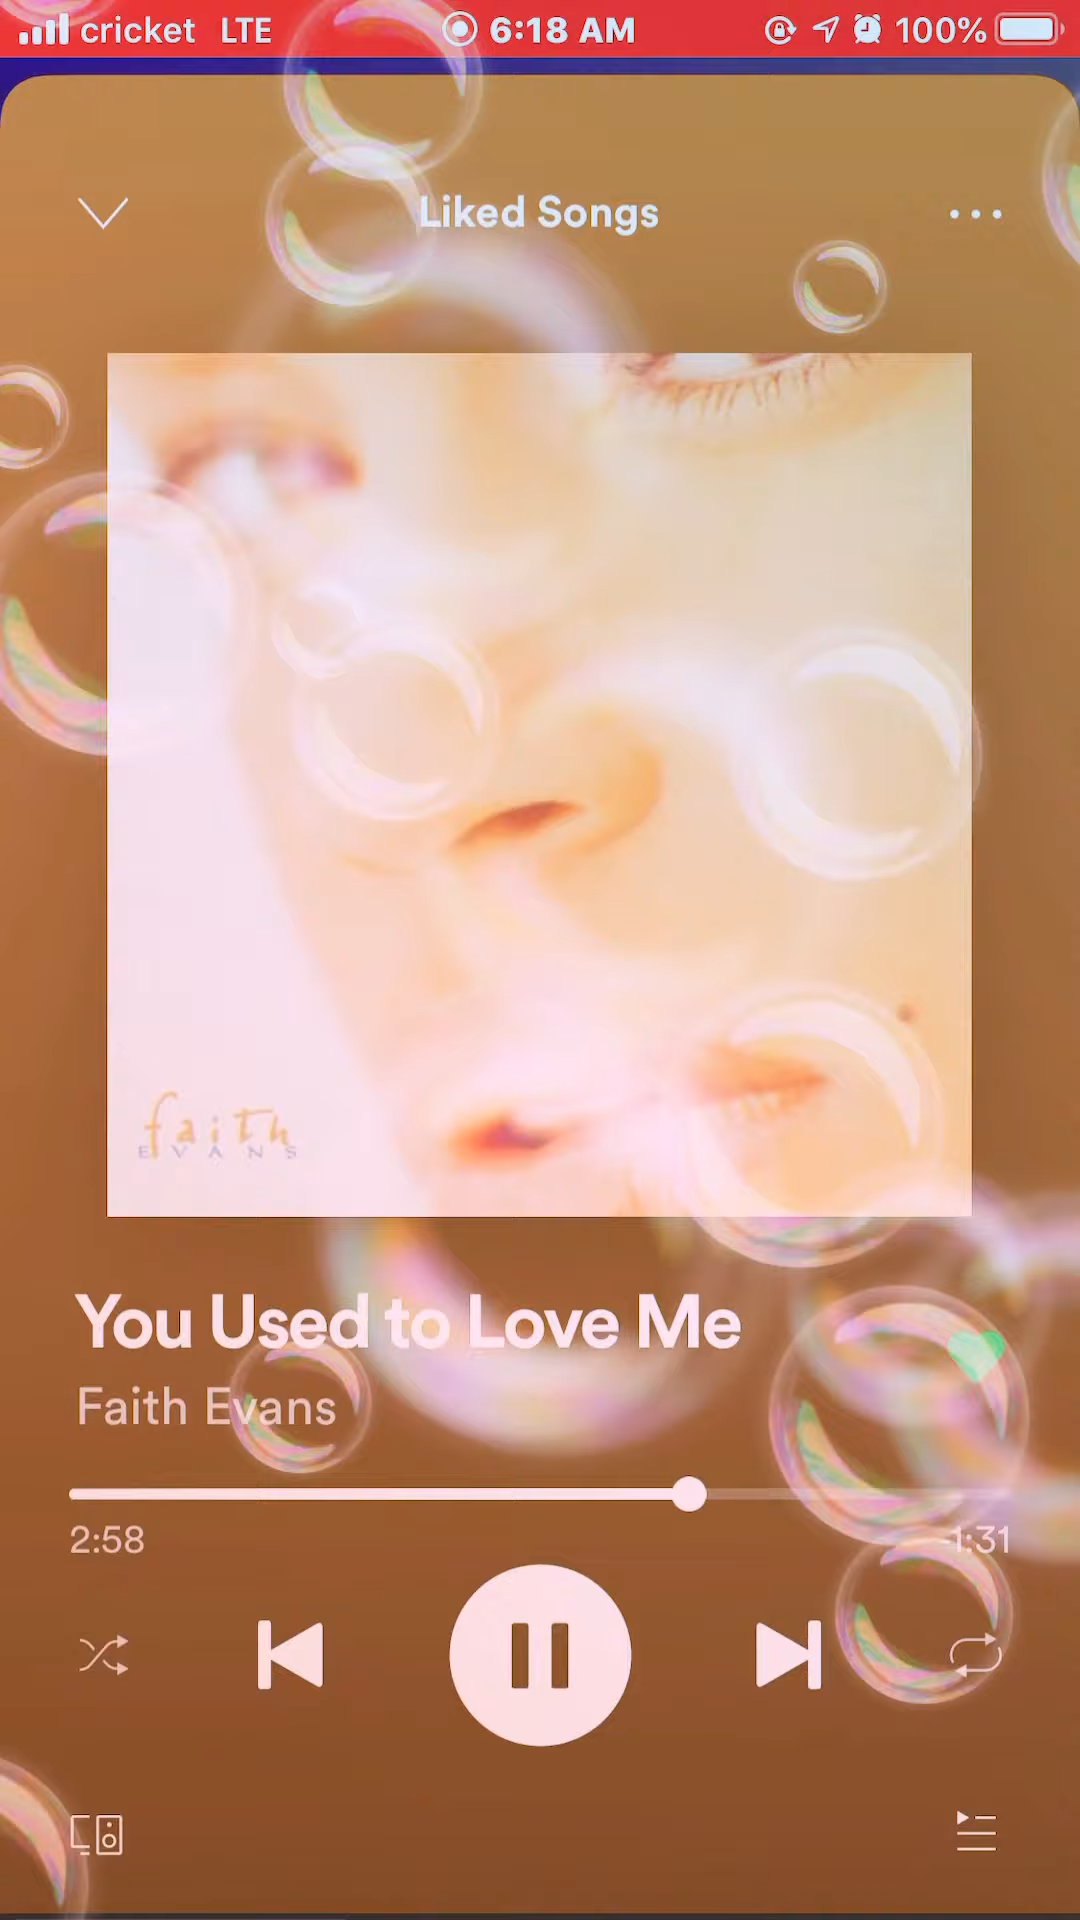 cricket LTE 6:18 AM 100%
Liked Songs
faith
EVANS
You Used to Love Me
Faith Evans
2:58 -1:31